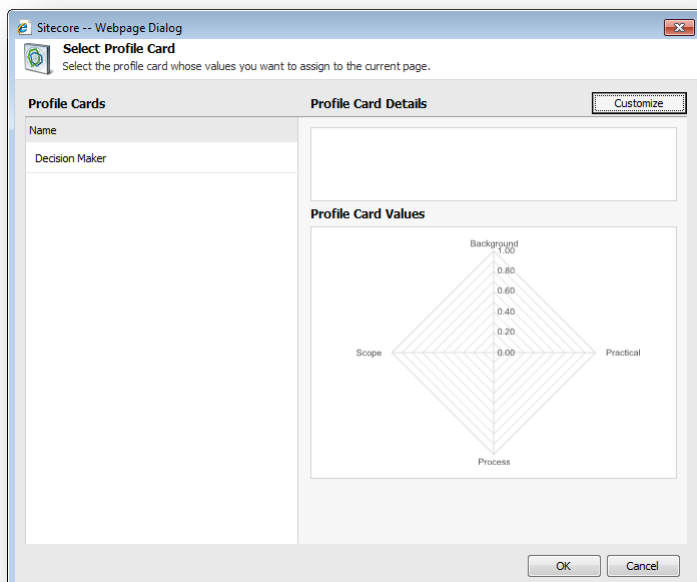 Sitecore -- Webpage Dialog
Select Profile Card
Select the profile card whose values you want to assign to the current page.
Profile Cards
Profile Card Details
Customize
Name
Decision Maker
Profile Card Values
Background
1.00
0.80
0.60
0.40
0.20
Scope
0.00
Practical
Process
OK
Cancel